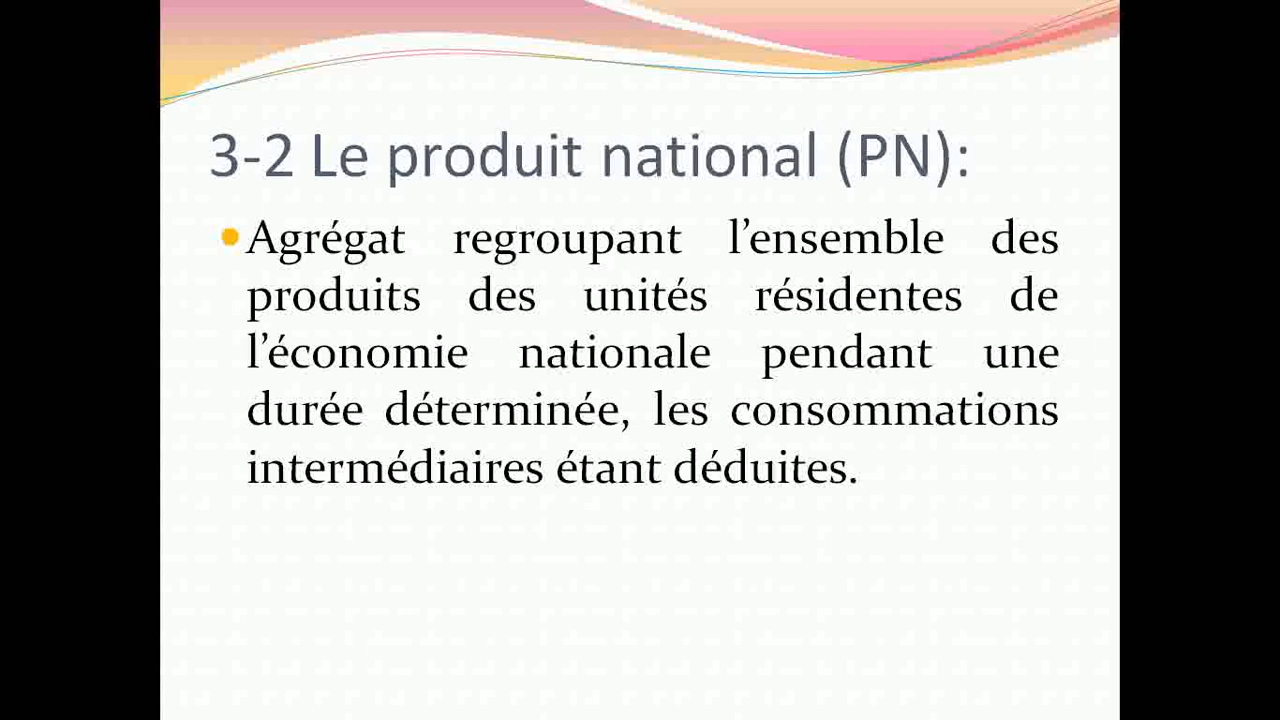 3-2 Le produit national (PN):
Agrégat regroupant l’ensemble des
produits des unités résidentes de
l’économie nationale pendant une
durée déterminée, les consommations
intermédiaires étant déduites.